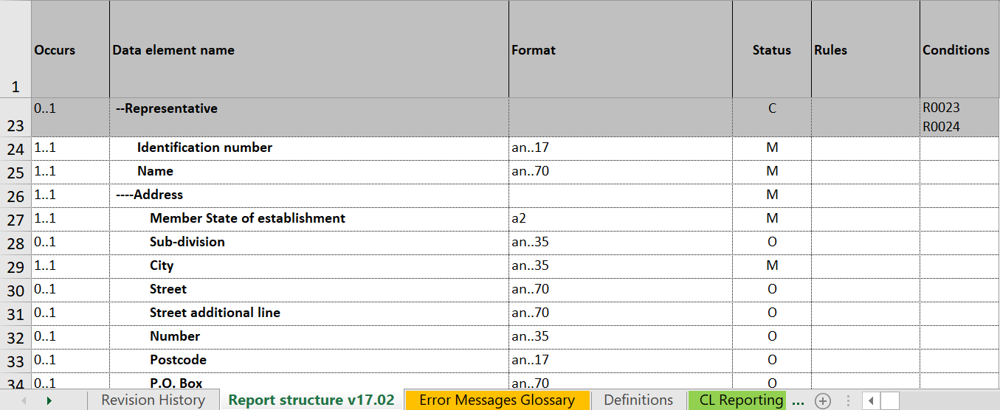 Occurs Data element name Format Status Rules Conditions
1
0..1 --Representative C R0023
23 R0024
24 1..1 Identification number an..17 M
25 1..1 Name an..70 M
26 1..1 ----Address M
27 1..1 Member State of establishment a2 M
28 0..1 Sub-division an..35 O
29 1..1 City an..35 M
30 0..1 Street an..70 O
31 0..1 Street additional line an..70 O
32 0..1 Number an..35 O
33 0..1 Postcode an..17 O
34 0..1 P.O. Box an..70 O
Revision History Report structure v17.02 Error Messages Glossary Definitions CL Reporting ...